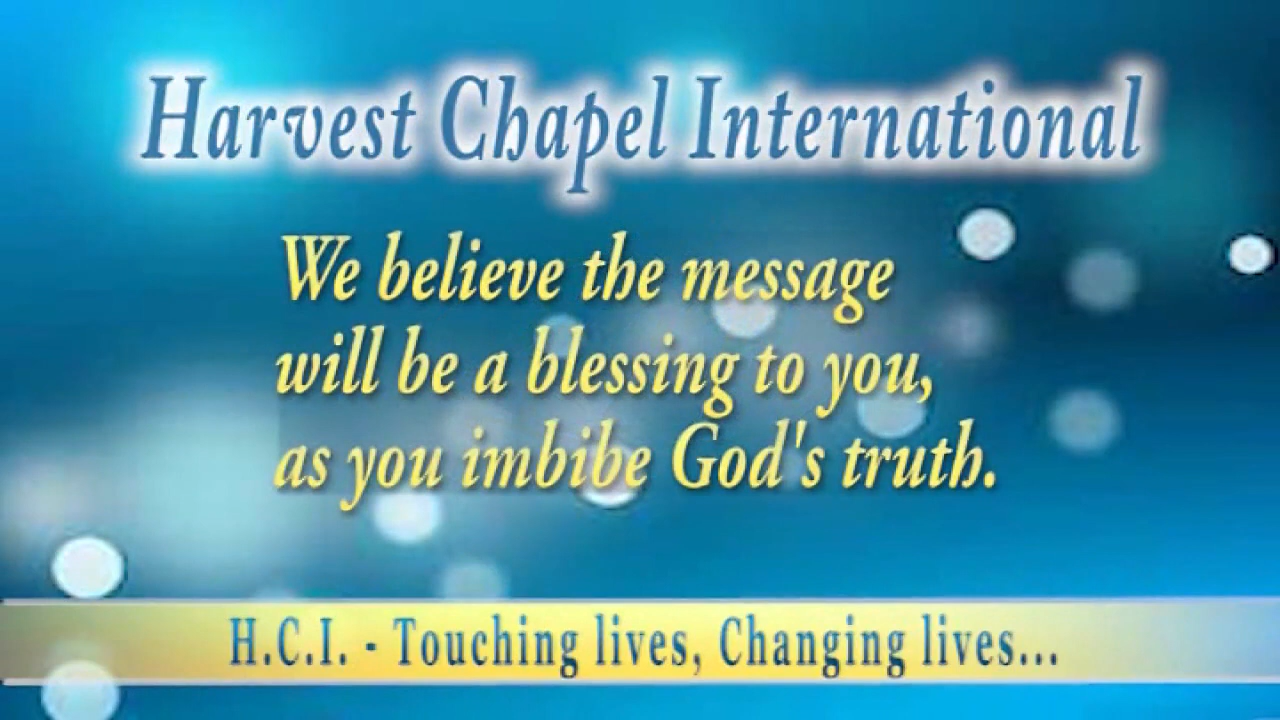 Harvest Chapel International
We believe the message
will be a blessing to you,
as you imbibe God's truth.
H.C.I. - Touching lives, Changing lives...